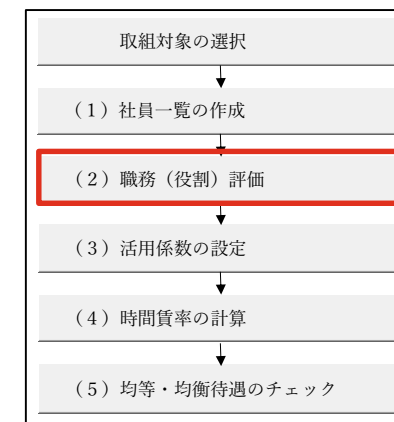 取組対象の選択
（１）社員一覧の作成
（２）職務（役割）評価
（３）活用係数の設定
（４）時間賃率の計算
（５）均等・均衡待遇のチェック